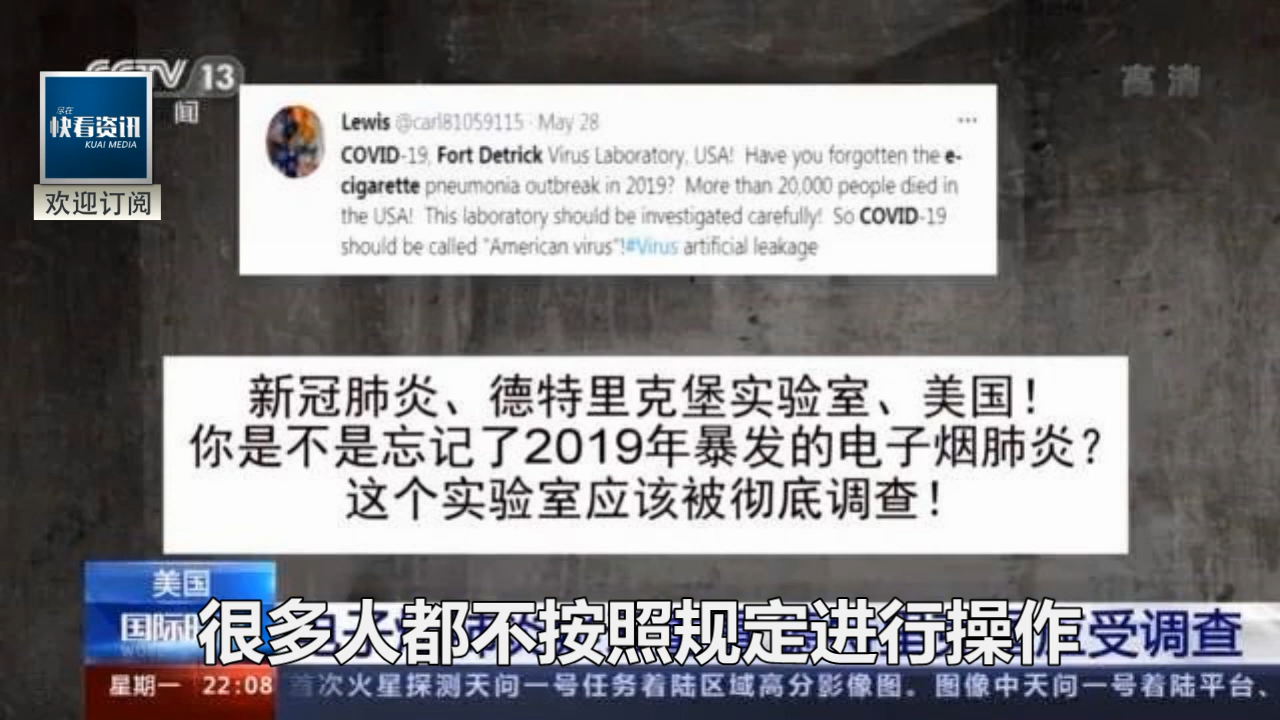 CCTV 13
高清
闻
尽在
快看资讯
KUAI MEDIA
欢迎订阅
Lewis @carl81059115 · May 28
COVID-19, Fort Detrick Virus Laboratory, USA! Have you forgotten the e-
cigarette pneumonia outbreak in 2019? More than 20,000 people died in
the USA! This laboratory should be investigated carefully! So COVID-19
should be called "American virus"!#Virus artificial leakage
新冠肺炎、德特里克堡实验室、美国！
你是不是忘记了2019年暴发的电子烟肺炎？
这个实验室应该被彻底调查！
美国
国际时
受调查
很多人都不按照规定进行操作
星期一 22:08
首次火星探测天问一号任务着陆区域高分影像图。图像中天问一号着陆平台、